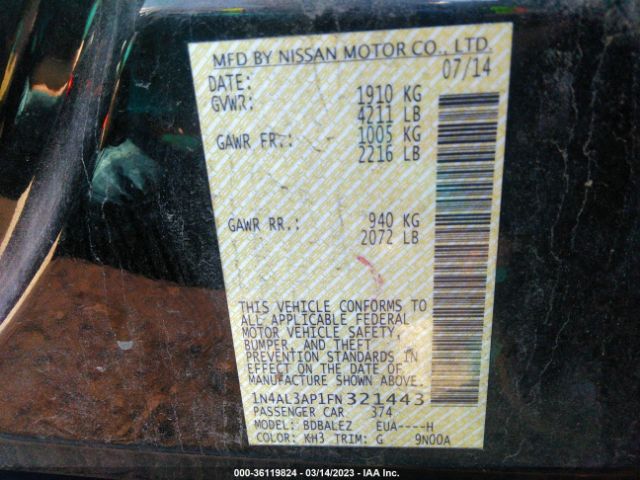 MFD BY NISSAN MOTOR CO., LTD.
DATE: 07/14
GVWR: 1910 KG
4211 LB
GAWR FR.: 1005 KG
2216 LB
GAWR RR.: 940 KG
2072 LB
THIS VEHICLE CONFORMS TO
ALL APPLICABLE FEDERAL
MOTOR VEHICLE SAFETY,
BUMPER, AND THEFT
PREVENTION STANDARDS IN
EFFECT ON THE DATE OF
MANUFACTURE SHOWN ABOVE.
1N4AL3AP1FN321443
PASSENGER CAR 374
MODEL: BDBALEZ EUA----H
COLOR: KH3 TRIM: G 9N00A
000-36119824 - 03/14/2023 - IAA Inc.